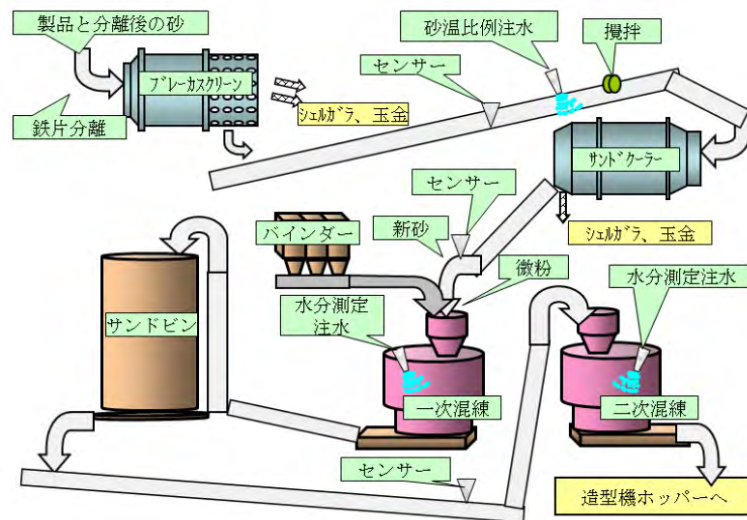 製品と分離後の砂
ﾌﾞﾚｰｶｽｸﾘｰﾝ
鉄片分離
ｼｪﾙｶﾞﾗ、玉金
センサー
砂温比例注水
攪拌
ｻﾝﾄﾞｸｰﾗｰ
ｼｪﾙｶﾞﾗ、玉金
センサー
新砂
バインダー
微粉
水分測定
注水
一次混練
サンドビン
水分測定注水
二次混練
センサー
造型機ホッパーへ